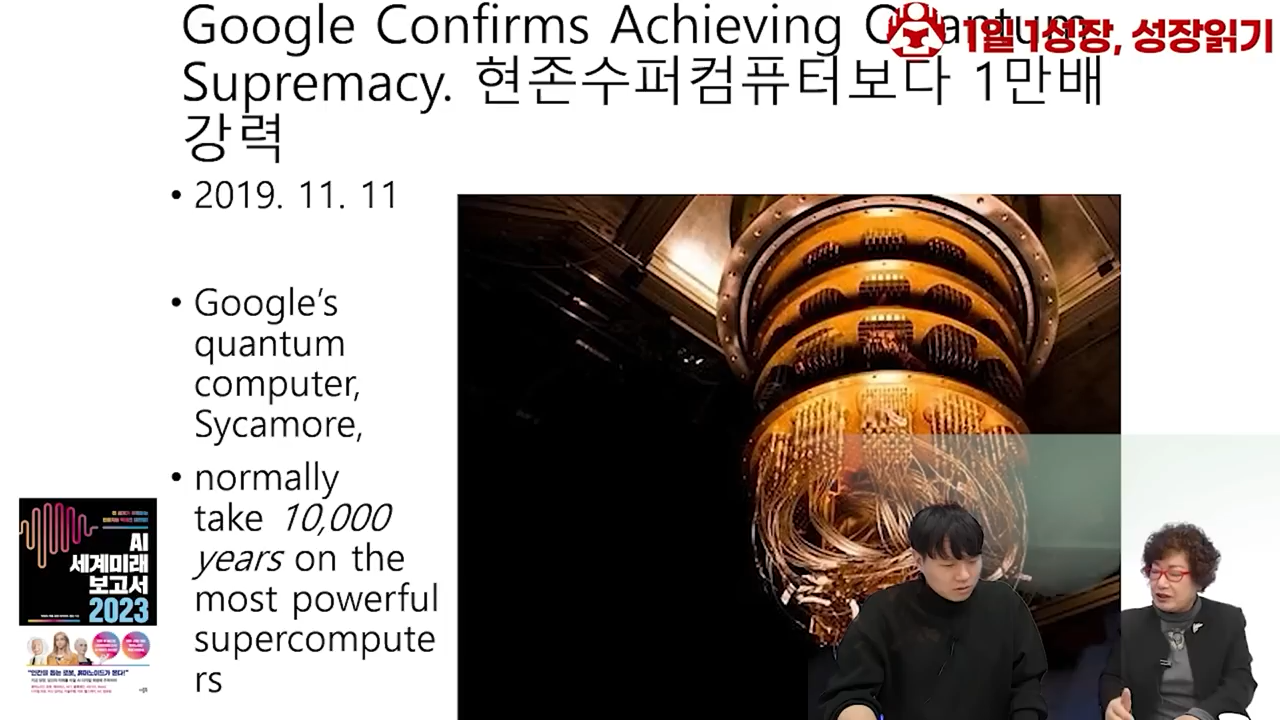 Google Confirms Achieving Quantum
1일 1성장, 성장읽기
Supremacy. 현존수퍼컴퓨터보다 1만배
강력
• 2019. 11. 11
• Google's
quantum
computer,
Sycamore,
• normally
take 10,000
years on the
most powerful
supercompute
rs
AI
세계미래
보고서
2023